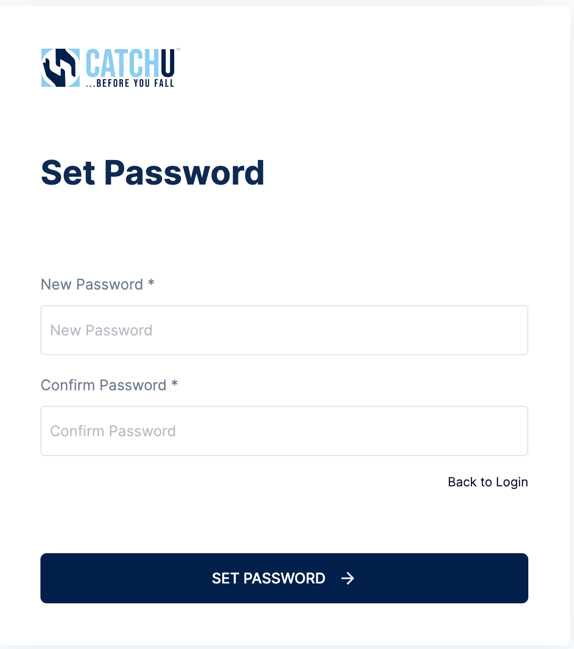 CATCHU
...BEFORE YOU FALL
Set Password
New Password *
New Password
Confirm Password *
Confirm Password
Back to Login
SET PASSWORD →